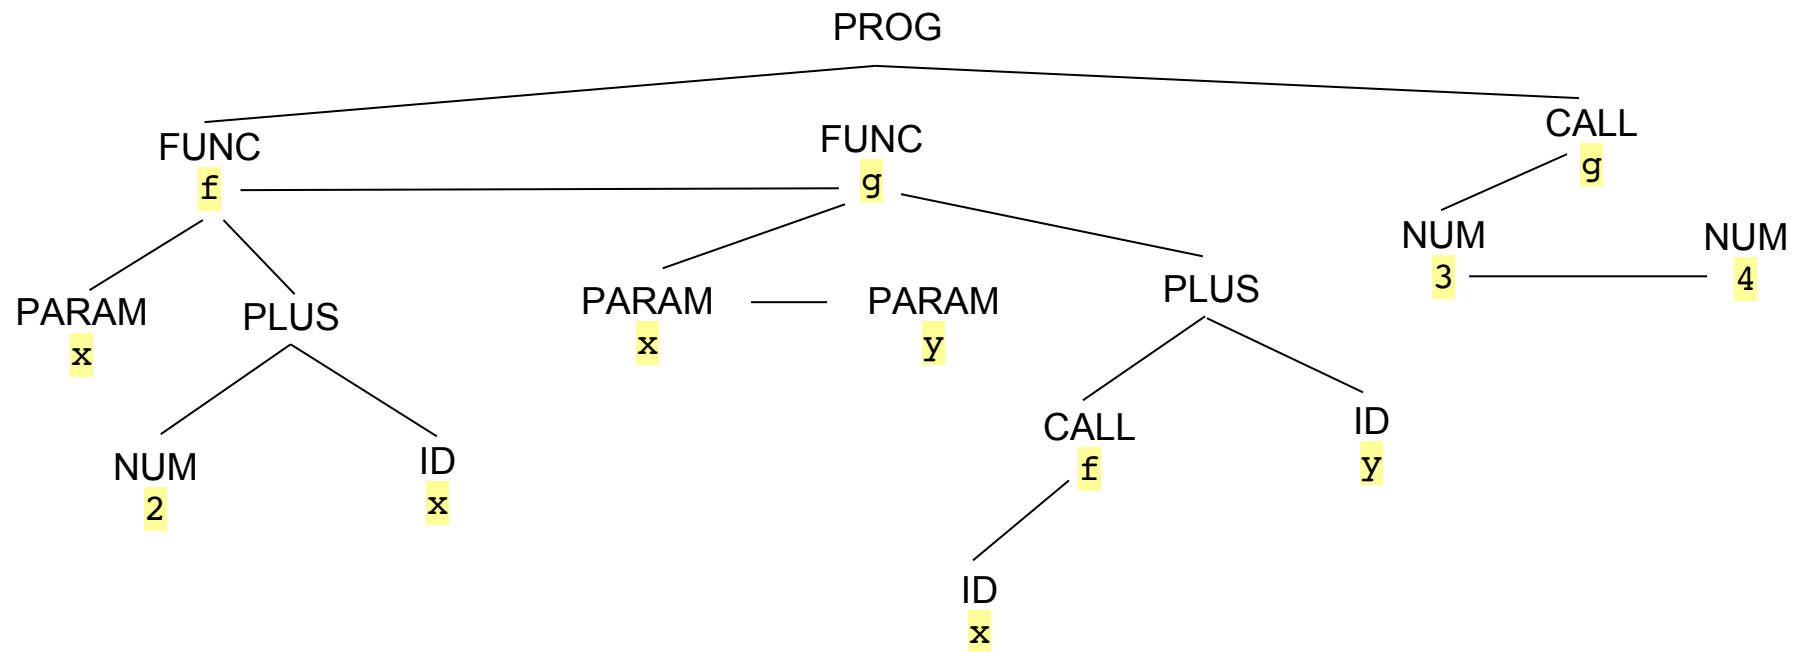 PROG
FUNC
f
FUNC
g
CALL
g
PARAM
x
PLUS
PARAM
x
PARAM
y
PLUS
NUM
3
NUM
4
NUM
2
ID
x
CALL
f
ID
y
ID
x